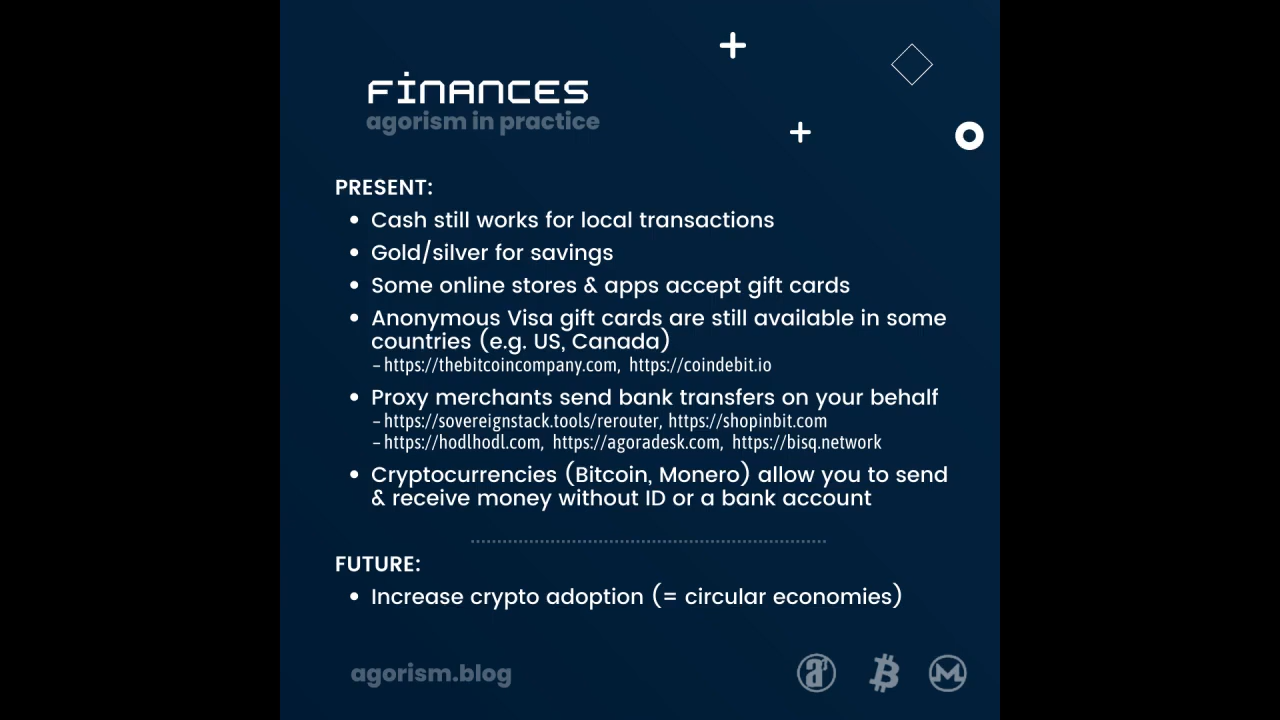 FINANCES
agorism in practice
PRESENT:
• Cash still works for local transactions
• Gold/silver for savings
• Some online stores & apps accept gift cards
• Anonymous Visa gift cards are still available in some
countries (e.g. US, Canada)
– https://thebitcoincompany.com, https://coindebit.io
• Proxy merchants send bank transfers on your behalf
– https://sovereignstack.tools/rerouter, https://shopinbit.com
– https://hodlhodl.com, https://agoradesk.com, https://bisq.network
• Cryptocurrencies (Bitcoin, Monero) allow you to send
& receive money without ID or a bank account
FUTURE:
• Increase crypto adoption (= circular economies)
agorism.blog